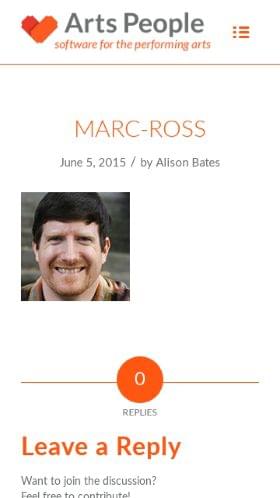 Arts People
software for the performing arts
MARC-ROSS
June 5, 2015 / by Alison Bates
0
REPLIES
Leave a Reply
Want to join the discussion?
Feel free to contribute!